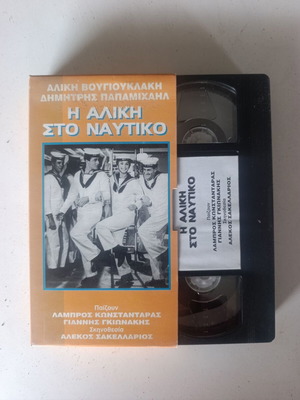 ΑΛΙΚΗ ΒΟΥΓΙΟΥΚΛΑΚΗ
ΔΗΜΗΤΡΗΣ ΠΑΠΑΜΙΧΑΗΛ
Η ΑΛΙΚΗ
ΣΤΟ ΝΑΥΤΙΚΟ
Παίζουν
ΛΑΜΠΡΟΣ ΚΩΝΣΤΑΝΤΑΡΑΣ
ΓΙΑΝΝΗΣ ΓΚΙΩΝΑΚΗΣ
Σκηνοθεσία
ΑΛΕΚΟΣ ΣΑΚΕΛΛΑΡΙΟΣ
Η ΑΛΙΚΗ
ΣΤΟ ΝΑΥΤΙΚΟ
Παίζουν
ΛΑΜΠΡΟΣ ΚΩΝΣΤΑΝΤΑΡΑΣ
ΓΙΑΝΝΗΣ ΓΚΙΩΝΑΚΗΣ
Σκηνοθεσία
ΑΛΕΚΟΣ ΣΑΚΕΛΛΑΡΙΟΣ